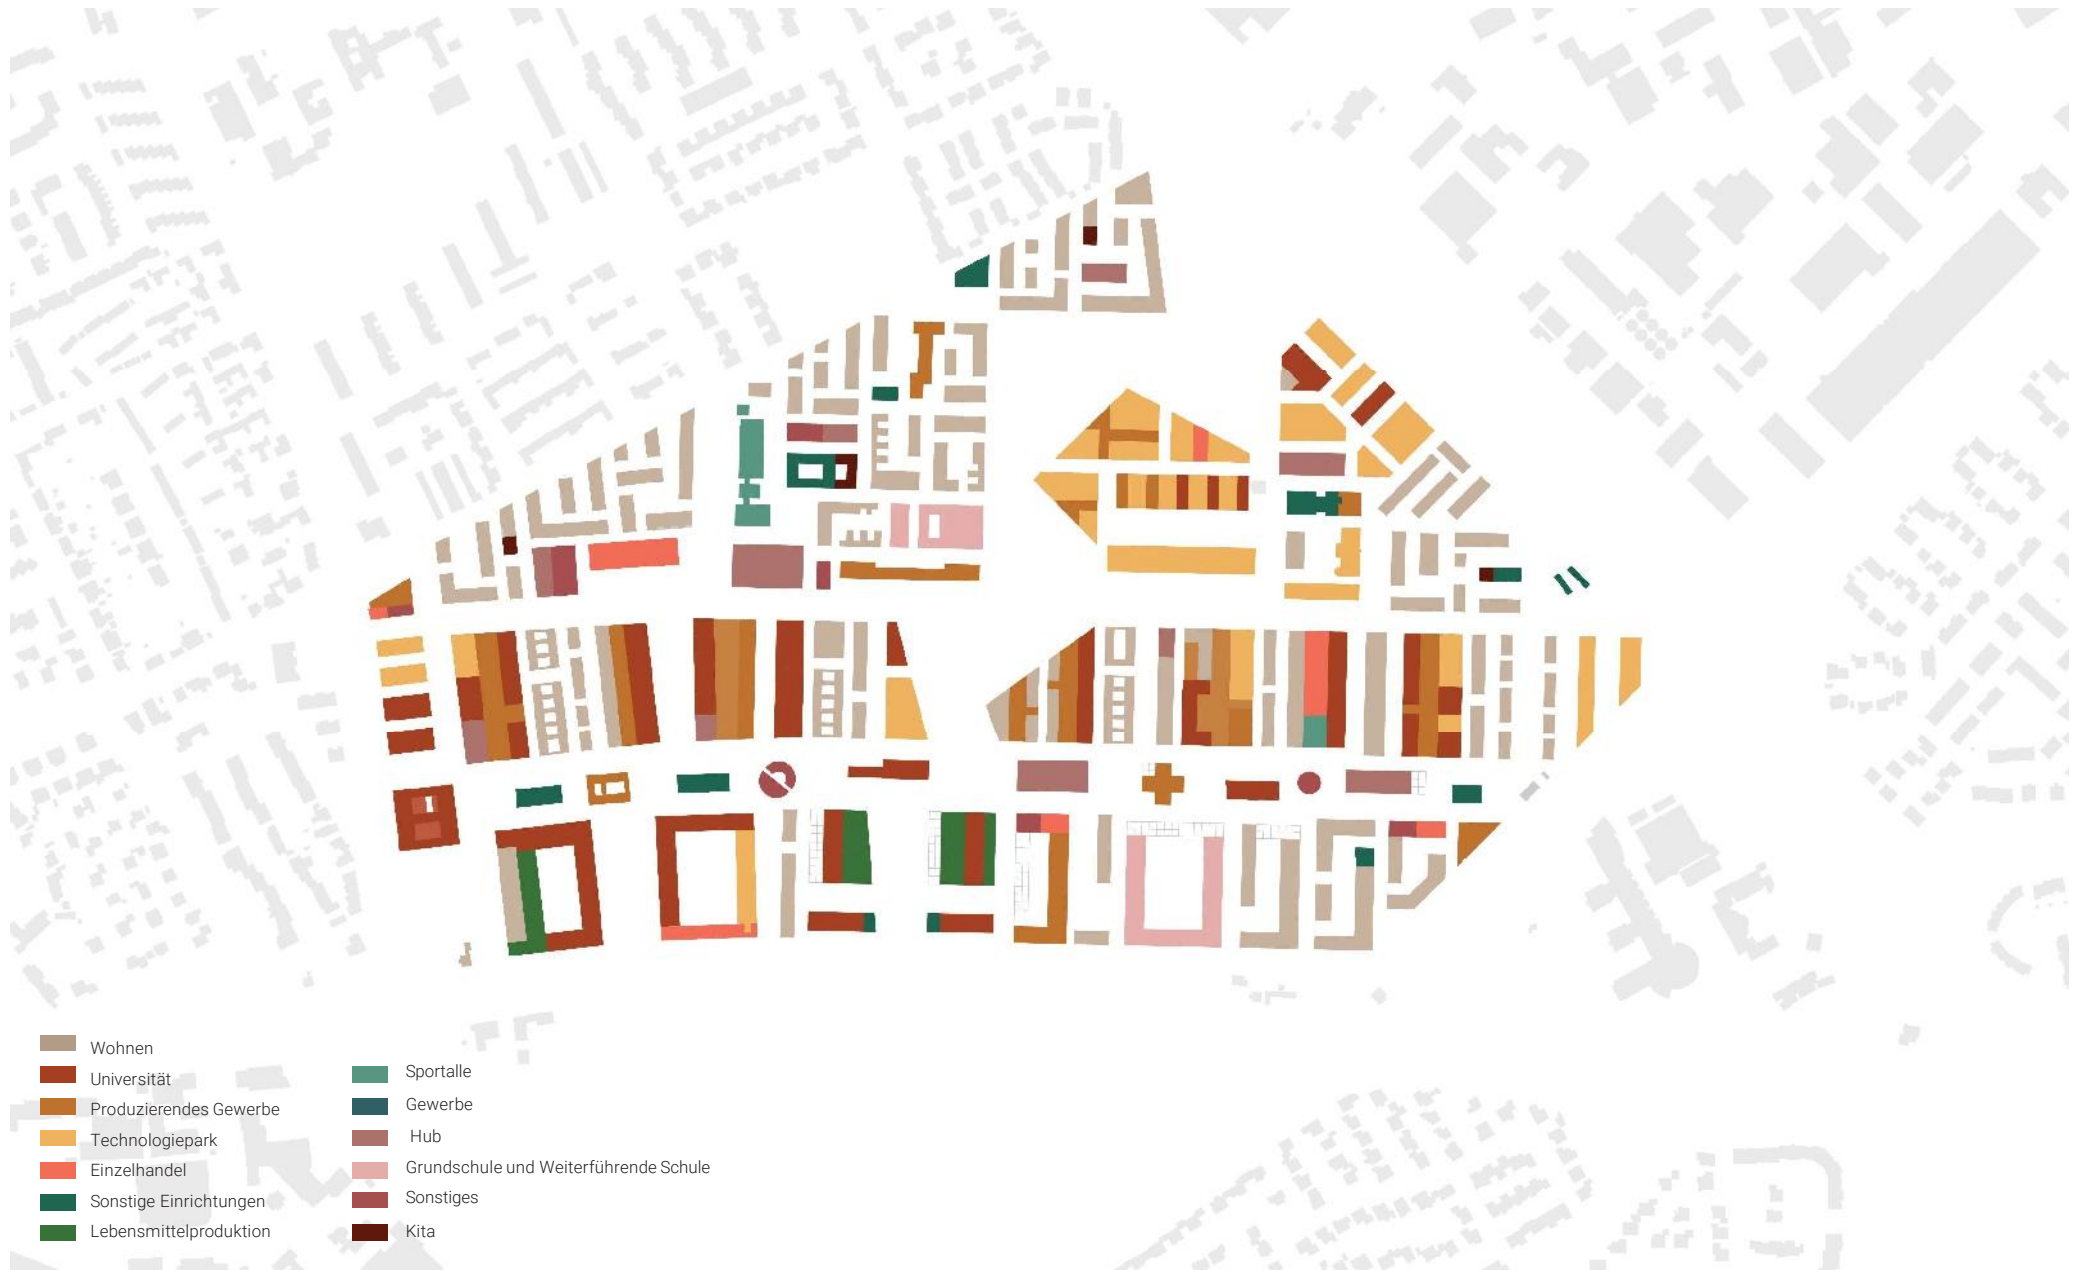 Wohnen
Universität
Produzierendes Gewerbe
Technologiepark
Einzelhandel
Sonstige Einrichtungen
Lebensmittelproduktion
Sportalle
Gewerbe
Hub
Grundschule und Weiterführende Schule
Sonstiges
Kita